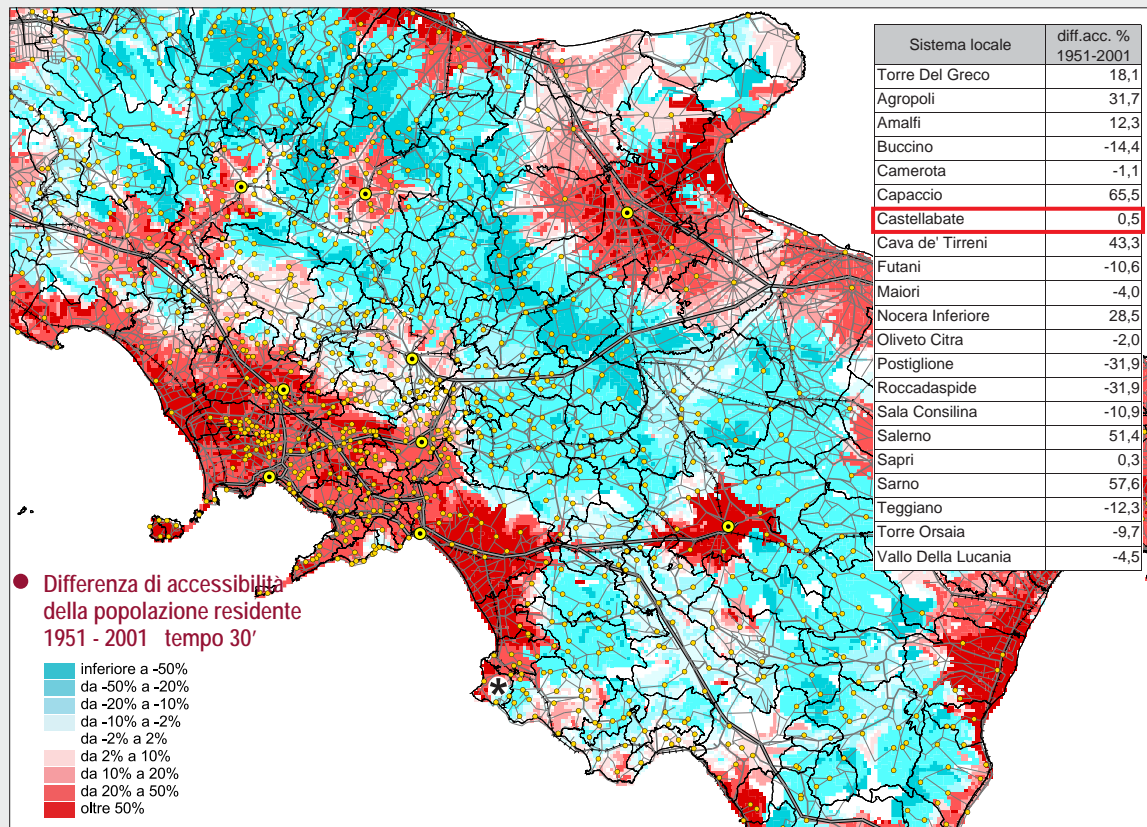 Sistema locale diff.acc. % 1951-2001
Torre Del Greco 18,1
Agropoli 31,7
Amalfi 12,3
Buccino -14,4
Camerota -1,1
Capaccio 65,5
Castellabate 0,5
Cava de' Tirreni 43,3
Futani -10,6
Maiori -4,0
Nocera Inferiore 28,5
Oliveto Citra -2,0
Postiglione -31,9
Roccadaspide -31,9
Sala Consilina -10,9
Salerno 51,4
Sapri 0,3
Sarno 57,6
Teggiano -12,3
Torre Orsaia -9,7
Vallo Della Lucania -4,5
Differenza di accessibilità
della popolazione residente
1951 - 2001 tempo 30'
inferiore a -50%
da -50% a -20%
da -20% a -10%
da -10% a -2%
da -2% a 2%
da 2% a 10%
da 10% a 20%
da 20% a 50%
oltre 50%
*